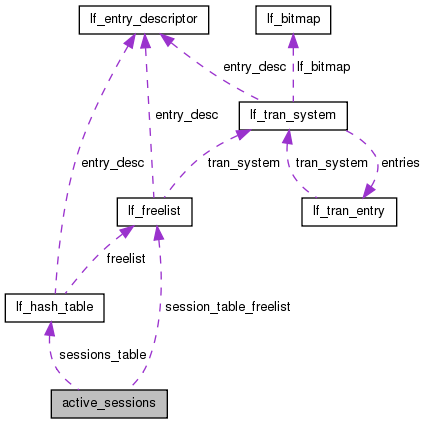 lf_entry_descriptor
lf_bitmap
entry_desc
lf_bitmap
entry_desc
lf_tran_system
entry_desc
tran_system
tran_system
entries
lf_freelist
lf_tran_entry
freelist
lf_hash_table
session_table_freelist
sessions_table
active_sessions